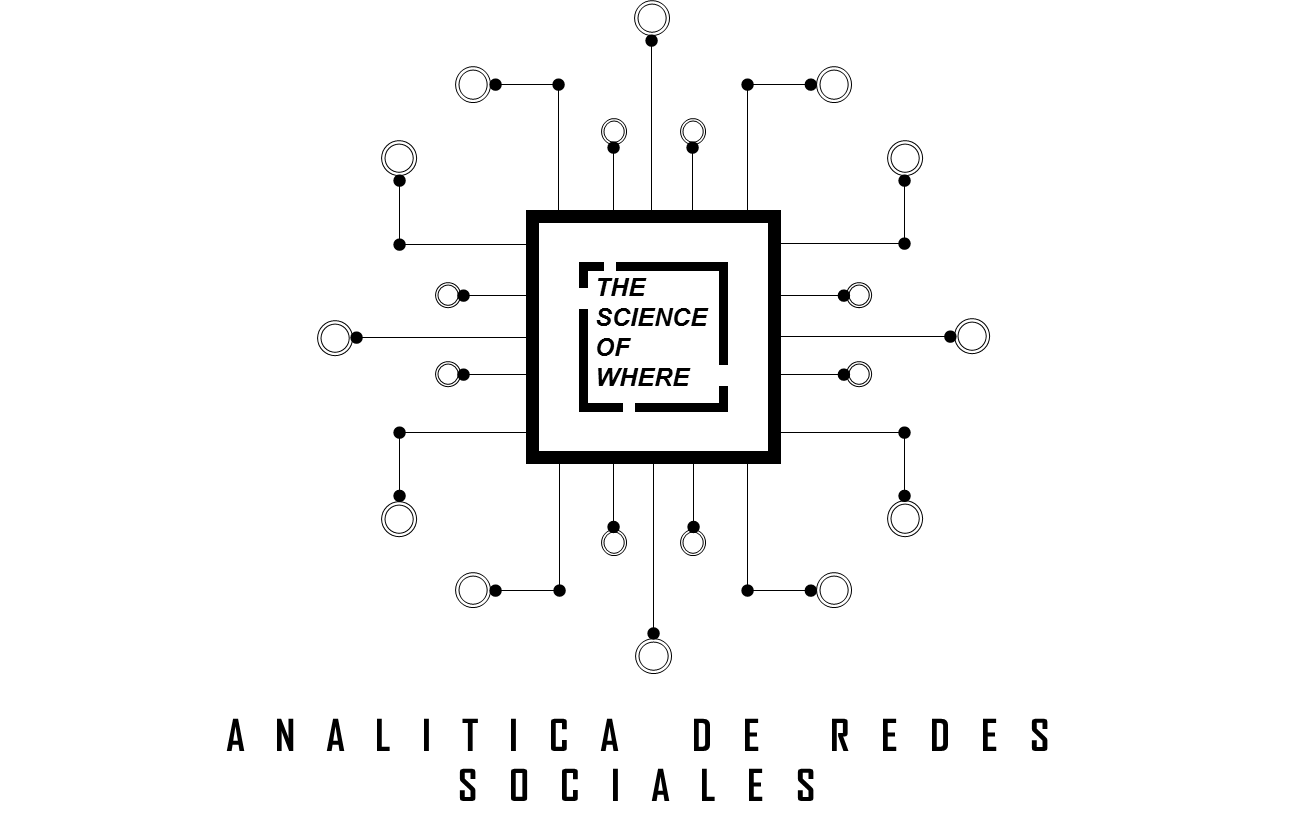 THE
SCIENCE
OF
WHERE
ANALITICA DE REDES
SOCIALES